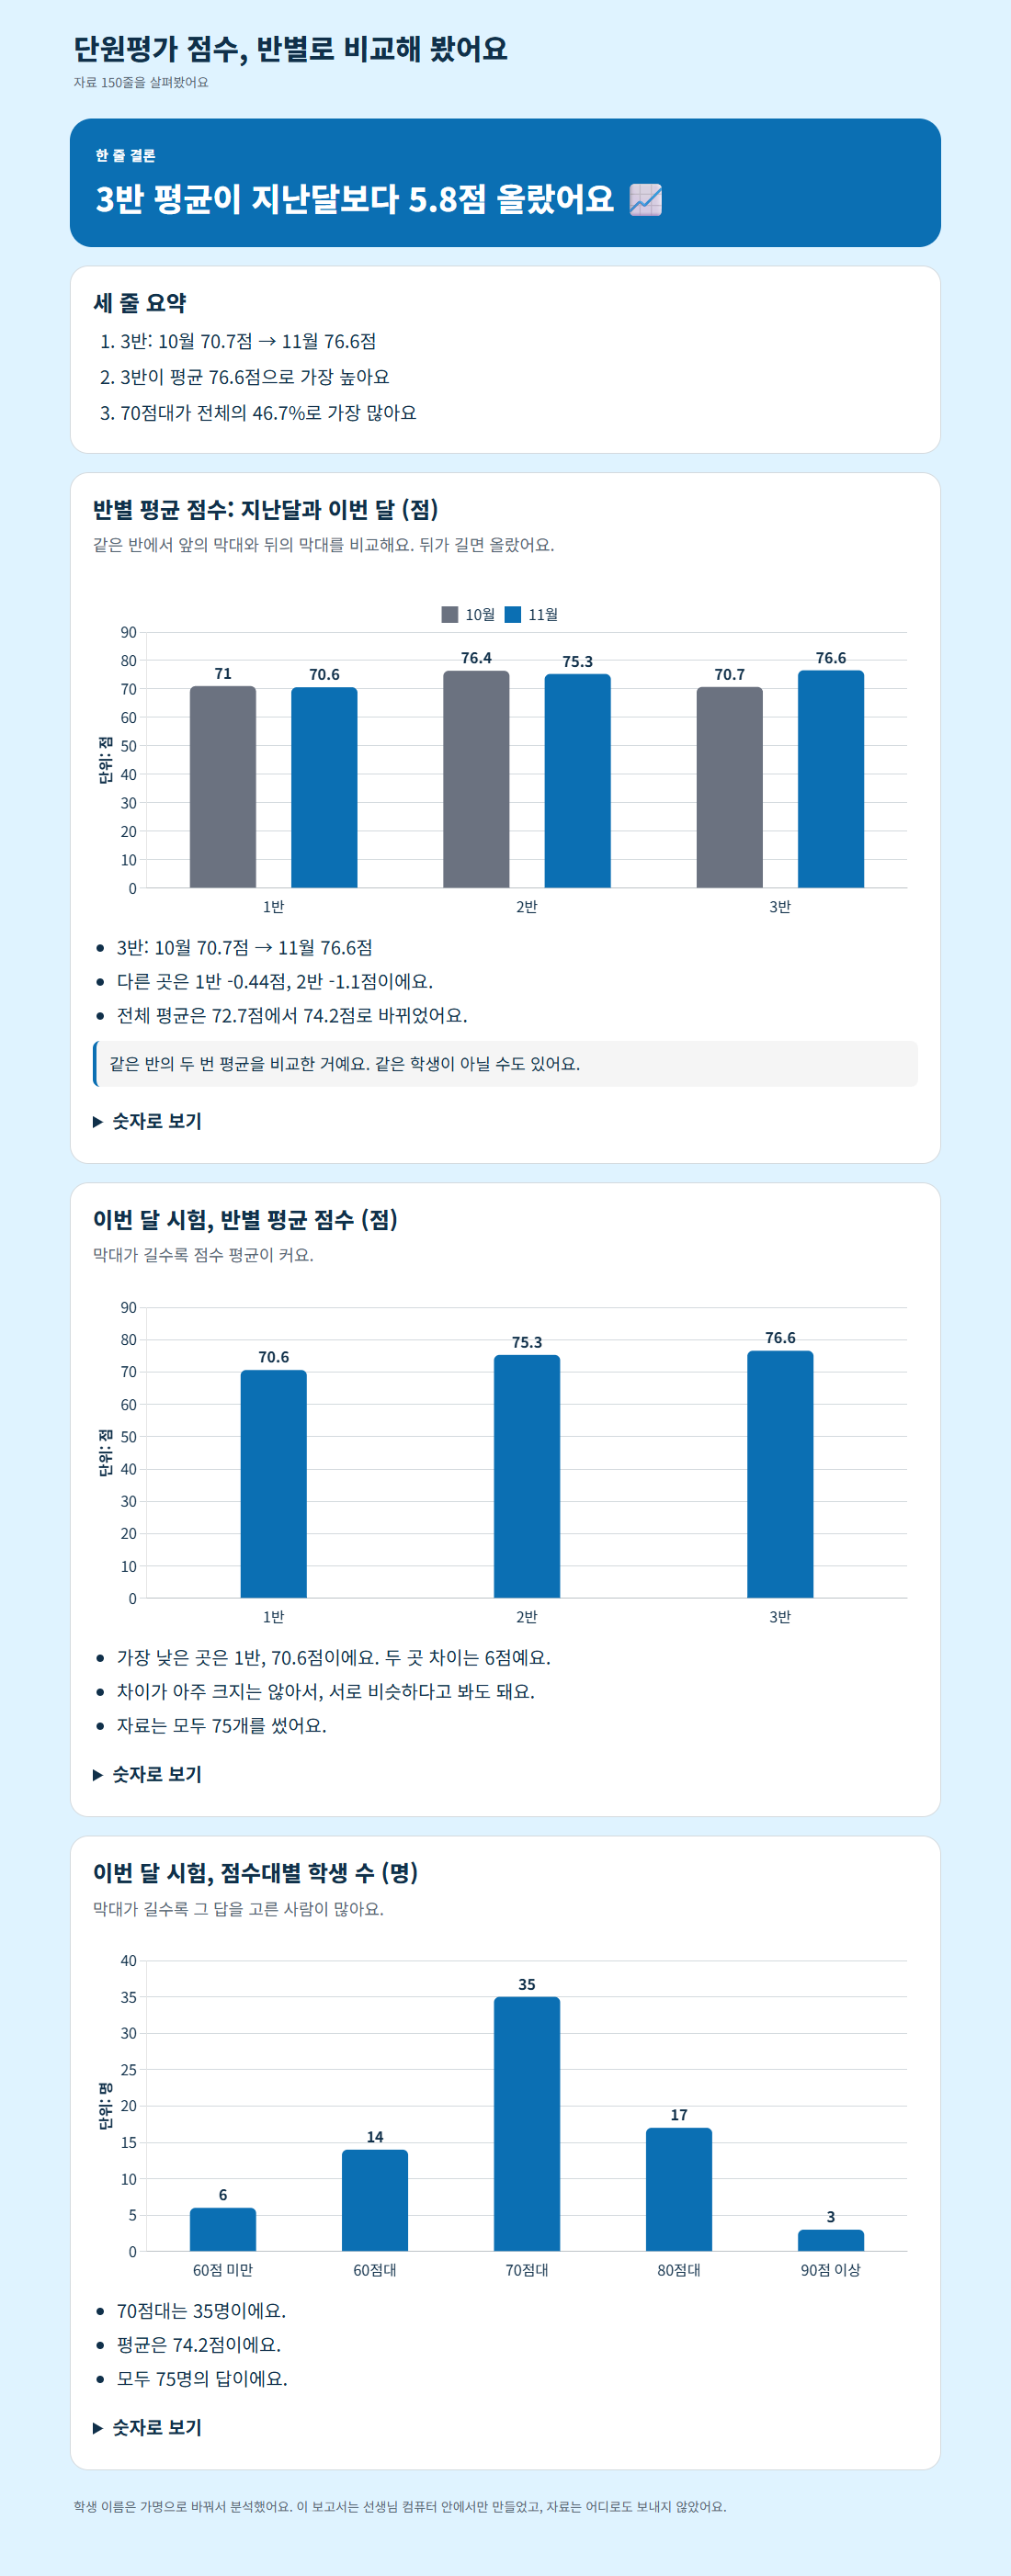 단원평가 점수, 반별로 비교해 봤어요
자료 150줄을 살펴봤어요
한 줄 결론
3반 평균이 지난달보다 5.8점 올랐어요 📈
세 줄 요약
1. 3반: 10월 70.7점 → 11월 76.6점
2. 3반이 평균 76.6점으로 가장 높아요
3. 70점대가 전체의 46.7%로 가장 많아요
반별 평균 점수: 지난달과 이번 달 (점)
같은 반에서 앞의 막대와 뒤의 막대를 비교해요. 뒤가 길면 올랐어요.
10월 11월
90
80
70
60
50
40
30
20
10
0
단위: 점
71
70.6
76.4
75.3
70.7
76.6
1반
2반
3반
• 3반: 10월 70.7점 → 11월 76.6점
• 다른 곳은 1반 -0.44점, 2반 -1.1점이에요.
• 전체 평균은 72.7점에서 74.2점로 바뀌었어요.
같은 반의 두 번 평균을 비교한 거예요. 같은 학생이 아닐 수도 있어요.
▶ 숫자로 보기
이번 달 시험, 반별 평균 점수 (점)
막대가 길수록 점수 평균이 커요.
90
80
70
60
50
40
30
20
10
0
단위: 점
70.6
75.3
76.6
1반
2반
3반
• 가장 낮은 곳은 1반, 70.6점이에요. 두 곳 차이는 6점예요.
• 차이가 아주 크지는 않아서, 서로 비슷하다고 봐도 돼요.
• 자료는 모두 75개를 썼어요.
▶ 숫자로 보기
이번 달 시험, 점수대별 학생 수 (명)
막대가 길수록 그 답을 고른 사람이 많아요.
40
35
30
25
20
15
10
5
0
단위: 명
6
14
35
17
3
60점 미만
60점대
70점대
80점대
90점 이상
• 70점대는 35명이에요.
• 평균은 74.2점이에요.
• 모두 75명의 답이에요.
▶ 숫자로 보기
학생 이름은 가명으로 바꿔서 분석했어요. 이 보고서는 선생님 컴퓨터 안에서만 만들었고, 자료는 어디로도 보내지 않았어요.